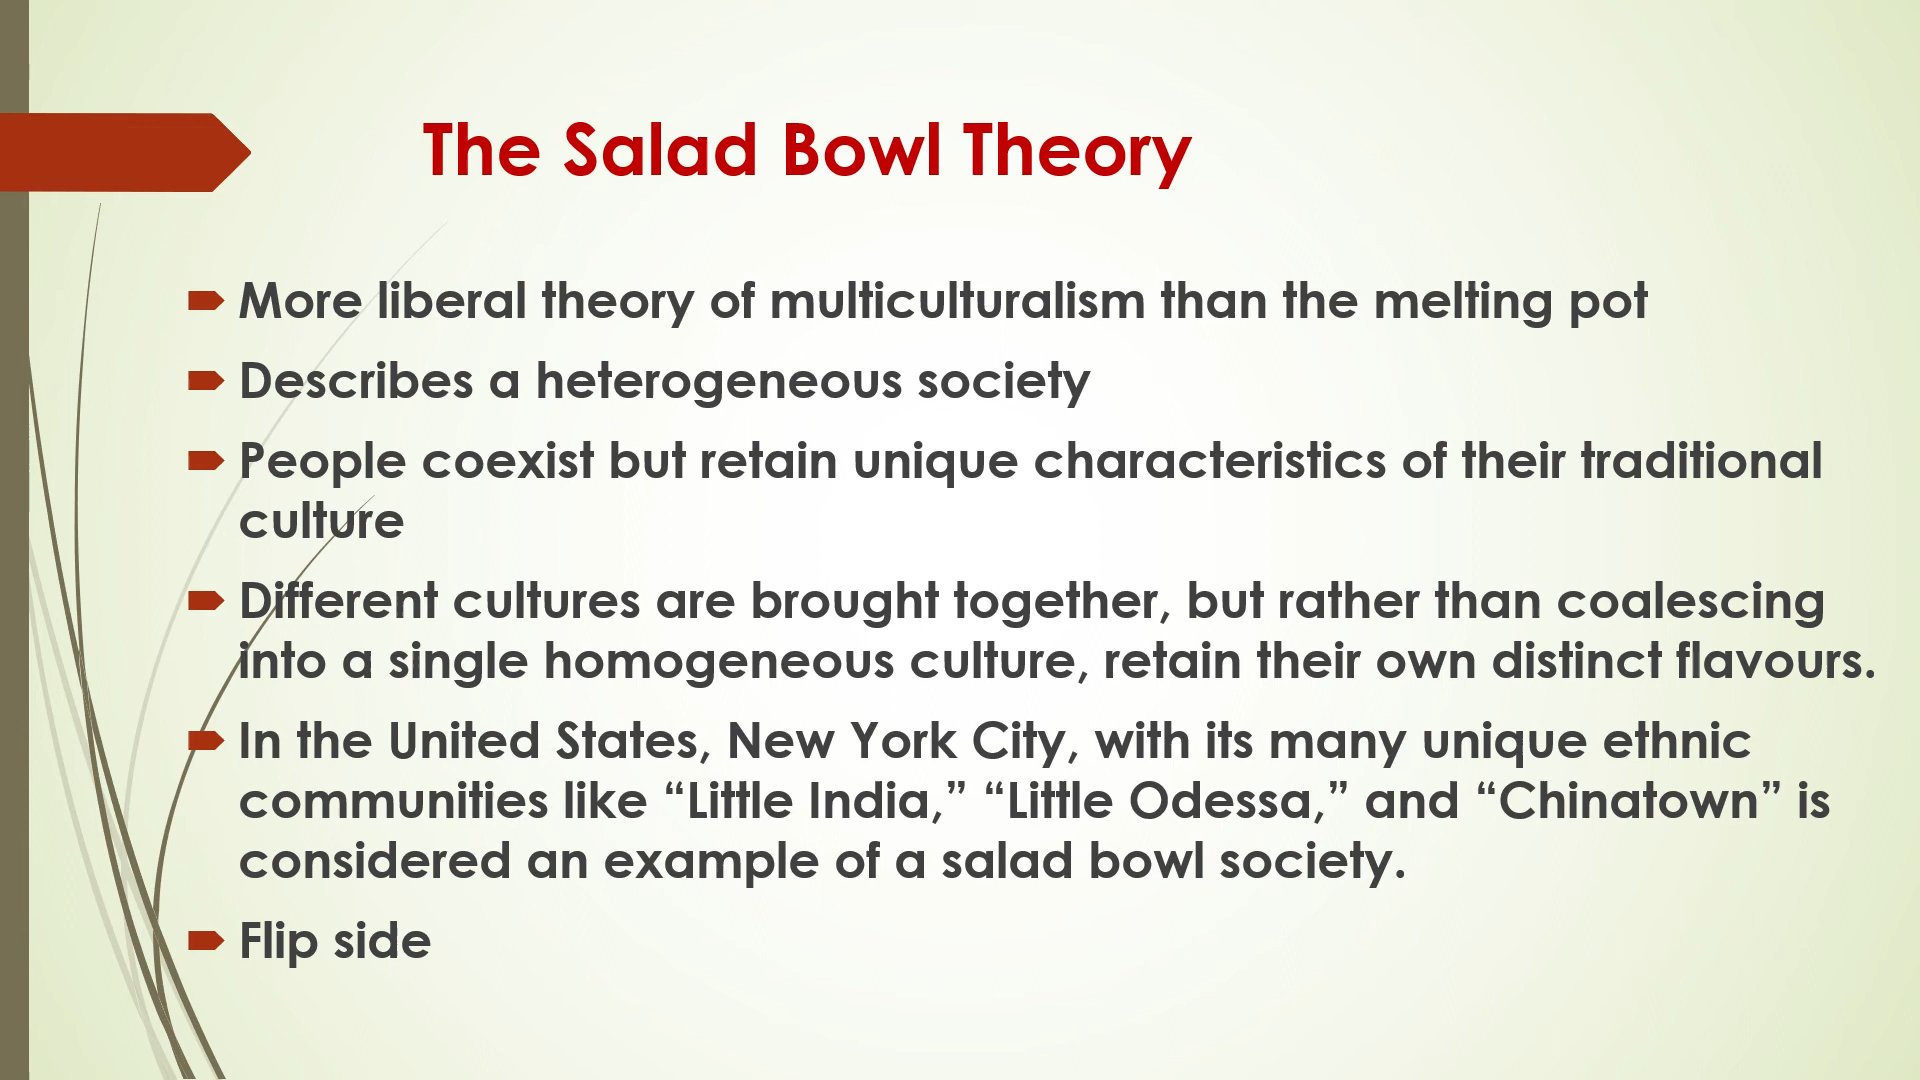 The Salad Bowl Theory
More liberal theory of multiculturalism than the melting pot
Describes a heterogeneous society
People coexist but retain unique characteristics of their traditional
culture
Different cultures are brought together, but rather than coalescing
into a single homogeneous culture, retain their own distinct flavours.
In the United States, New York City, with its many unique ethnic
communities like “Little India,” “Little Odessa,” and “Chinatown” is
considered an example of a salad bowl society.
Flip side